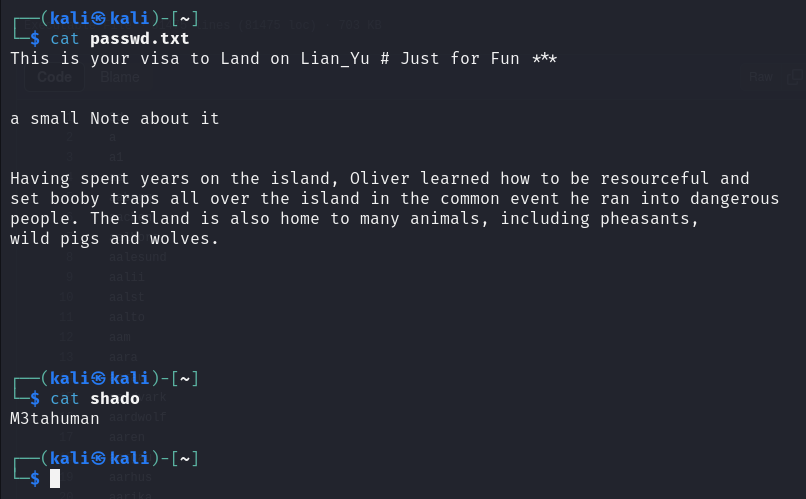 ┌──(kali㉿kali)-[~]
└─$ cat passwd.txt
This is your visa to Land on Lian_Yu # Just for Fun ***
a small Note about it
Having spent years on the island, Oliver learned how to be resourceful and
set booby traps all over the island in the common event he ran into dangerous
people. The island is also home to many animals, including pheasants,
wild pigs and wolves.
┌──(kali㉿kali)-[~]
└─$ cat shado
M3tahuman
┌──(kali㉿kali)-[~]
└─$